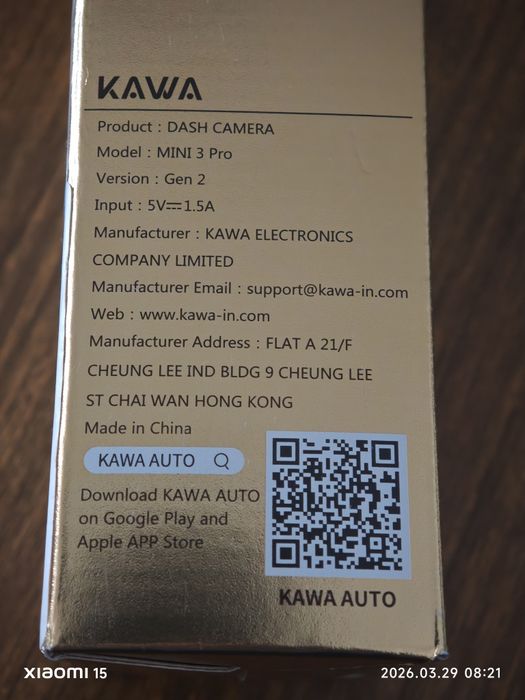 KAWA
Product : DASH CAMERA
Model : MINI 3 Pro
Version : Gen 2
Input : 5V⎓1.5A
Manufacturer : KAWA ELECTRONICS
COMPANY LIMITED
Manufacturer Email : support@kawa-in.com
Web : www.kawa-in.com
Manufacturer Address : FLAT A 21/F
CHEUNG LEE IND BLDG 9 CHEUNG LEE
ST CHAI WAN HONG KONG
Made in China
KAWA AUTO
Download KAWA AUTO
on Google Play and
Apple APP Store
KAWA AUTO
XIAOMI 15
2026.03.29 08:21